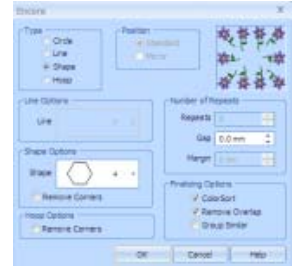 Encore
Type
Circle
Line
Shape
Hoop
Position
Standard
Mirror
Line Options
Line
Number of Repeats
Repeats
Gap 0.0 mm
Margin
Shape Options
Shape
Remove Corners
Hoop Options
Remove Corners
Finalizing Options
ColorSort
Remove Overlap
Group Similar
OK Cancel Help